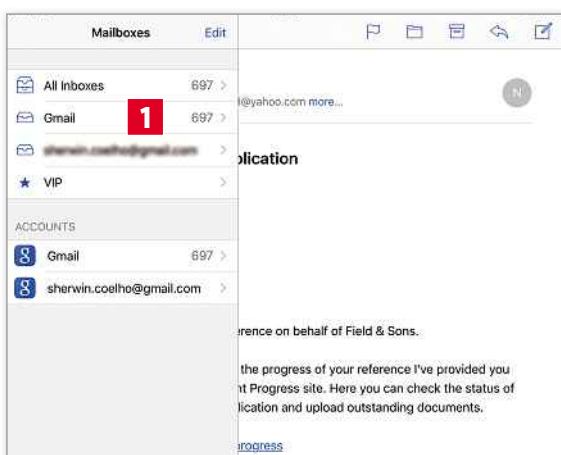 Mailboxes Edit
All Inboxes 697
Gmail 1 697
VIP
ACCOUNTS
Gmail 697
sherwin.coelho@gmail.com
l@yahoo.com more...
N
plication
erence on behalf of Field & Sons.
the progress of your reference I've provided you
nt Progress site. Here you can check the status of
lication and upload outstanding documents.
rogress